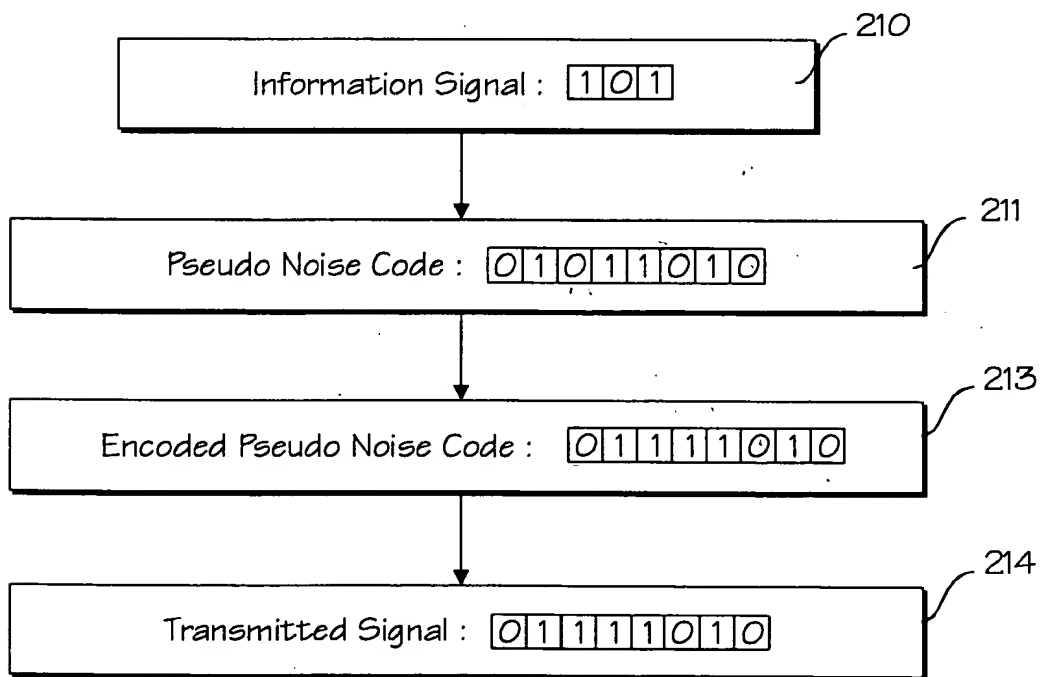 210
Information Signal : 1 0 1
211
Pseudo Noise Code : 0 1 0 1 1 0 1 0
213
Encoded Pseudo Noise Code : 0 1 1 1 1 0 1 0
214
Transmitted Signal : 0 1 1 1 1 0 1 0